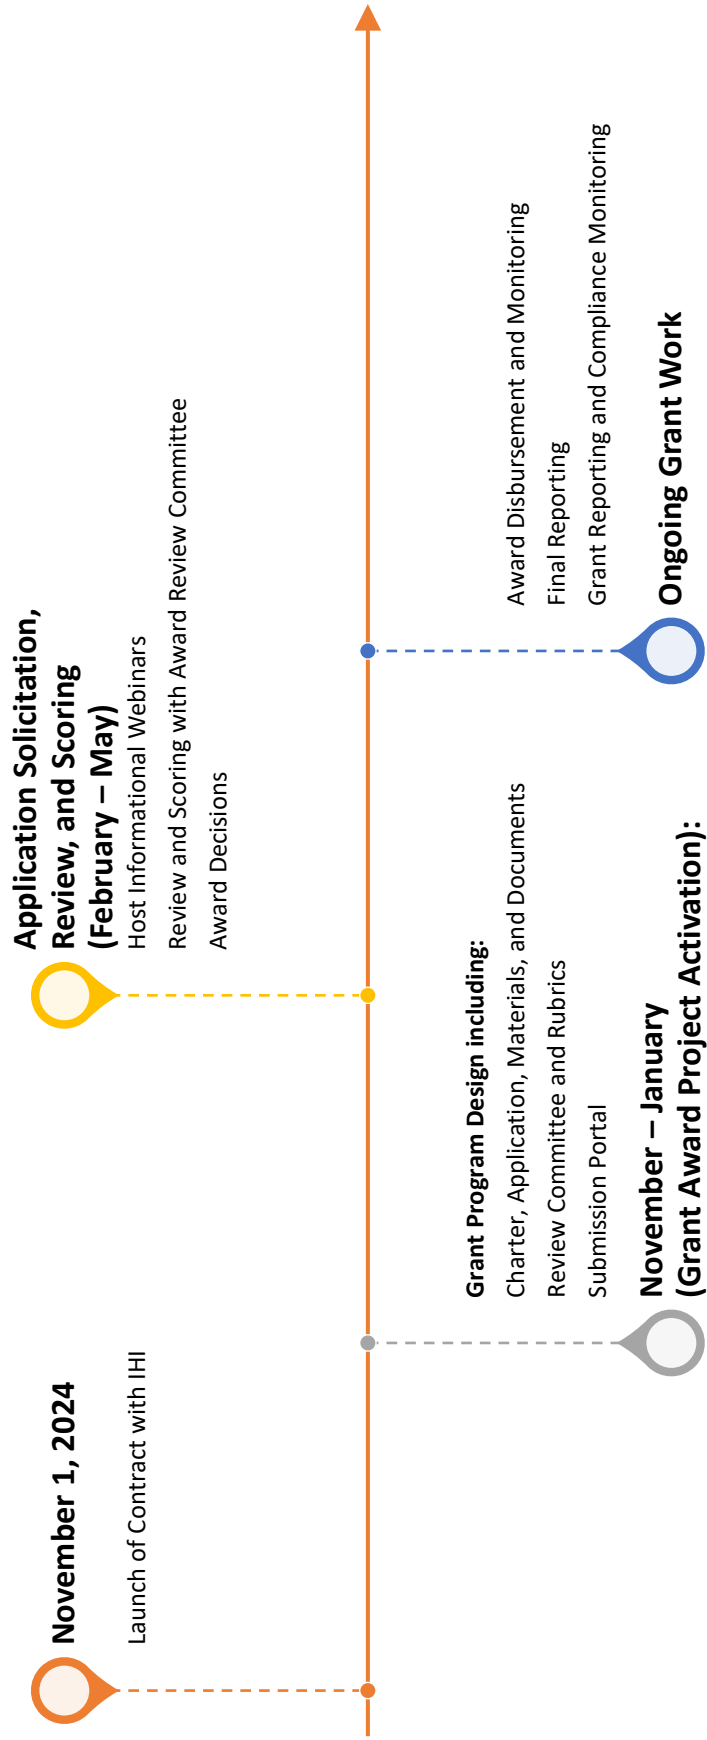 November 1, 2024
Launch of Contract with IHI
Grant Program Design including:
Charter, Application, Materials, and Documents
Review Committee and Rubrics
Submission Portal
November – January
(Grant Award Project Activation):
Application Solicitation,
Review, and Scoring
(February – May)
Host Informational Webinars
Review and Scoring with Award Review Committee
Award Decisions
Award Disbursement and Monitoring
Final Reporting
Grant Reporting and Compliance Monitoring
Ongoing Grant Work